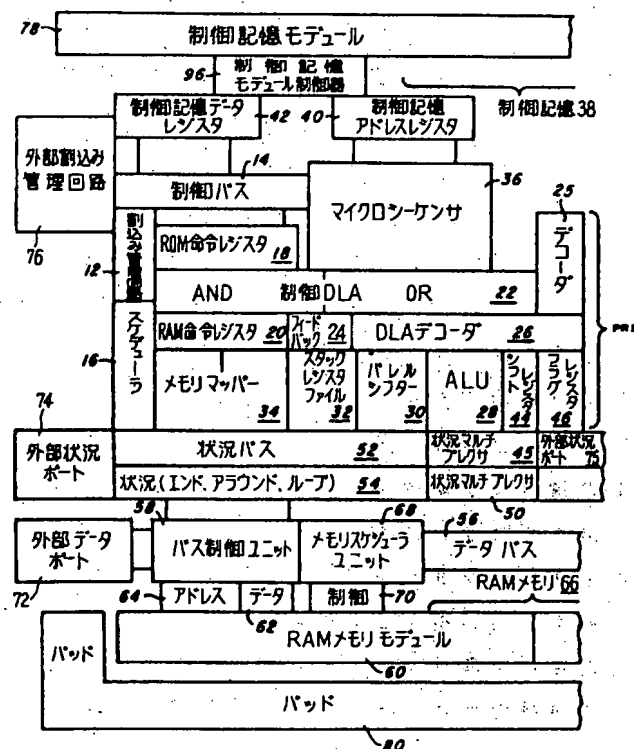 78
制御記憶モジュール
96
制御記憶
モジュール制御器
制御記憶38
制御記憶データ
レジスタ
42
40
制御記憶
アドレスレジスタ
外部割込み
管理回路
76
14
制御バス
36
マイクロシーケンサ
25
デコーダ
12
割込み管理回路
ROM命令レジスタ
18
AND 制御DLA OR 22
16
スケデューラ
RAM命令レジスタ 20
フィード
バック 24
DLAデコーダ 26
メモリマッパー
34
スタック
レジスタ
ファイル
32
バレル
シフター
30
ALU
28
シフト
レジスタ
44
フラグ
レジスタ
46
74
外部状況
ポート
状況バス 52
状況マルチ
プレクサ 45
外部状況
ポート 75
状況(エンド、アラウンド、ループ) 54
状況マルチプレクサ
50
58
68
56
外部データ
ポート
72
バス制御ユニット
メモリスケジューラ
ユニット
データバス
64
アドレス
データ
62
制御
70
RAMメモリ 66
RAMメモリモジュール
60
パッド
パッド
80